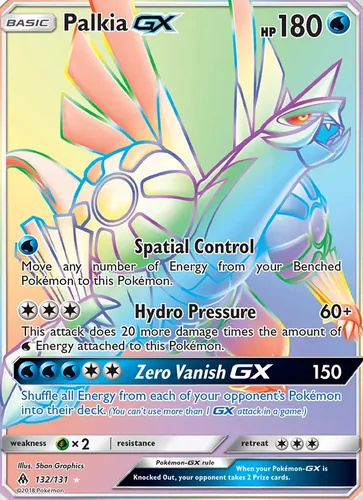 BASIC Palkia GX HP 180
Spatial Control
Move any number of Energy from your Benched
Pokémon to this Pokémon.
Hydro Pressure 60+
This attack does 20 more damage times the amount of
Energy attached to this Pokémon.
Zero Vanish GX 150
Shuffle all Energy from each of your opponent's Pokémon
into their deck. (You can't use more than 1 GX attack in a game.)
weakness ×2 resistance retreat
Illus. 5ban Graphics
Pokémon-GX rule
132/131
©2018 Pokémon
When your Pokémon-GX is
Knocked Out, your opponent takes 2 Prize cards.